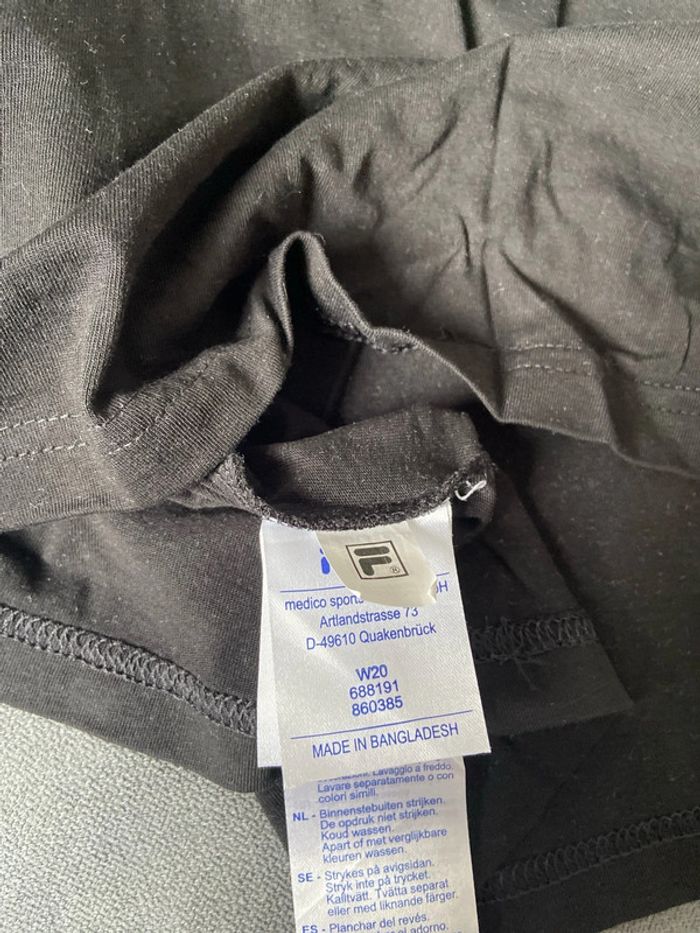 F®
medico sports
H
Artlandstrasse 73
D-49610 Quakenbrück
W20
688191
860385
MADE IN BANGLADESH
Lavaggio a freddo.
Lavare separatamente o con
colori simili.
NL - Binnenstebuiten strijken.
De opdruk niet strijken.
Koud wassen.
Apart of met vergelijkbare
kleuren wassen.
SE - Strykes på avigsidan.
Stryk inte på trycket.
Kalltvätt. Tvätta separat
eller med liknande färger.
ES - Planchar del revés.